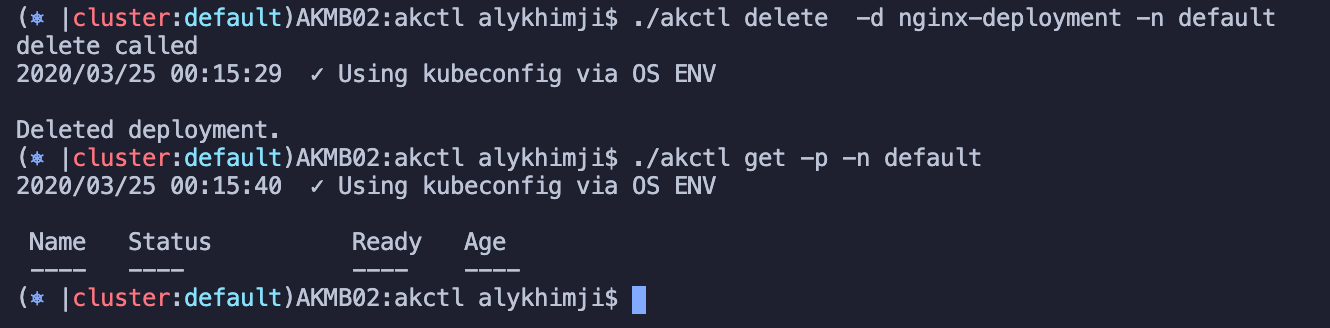 (⎈ |cluster:default)AKMB02:akctl alykhimji$ ./akctl delete  -d nginx-deployment -n default
delete called
2020/03/25 00:15:29  ✓ Using kubeconfig via OS ENV
Deleted deployment.
(⎈ |cluster:default)AKMB02:akctl alykhimji$ ./akctl get -p -n default
2020/03/25 00:15:40  ✓ Using kubeconfig via OS ENV
 Name   Status          Ready   Age
 ----   ----            ----    ----
(⎈ |cluster:default)AKMB02:akctl alykhimji$